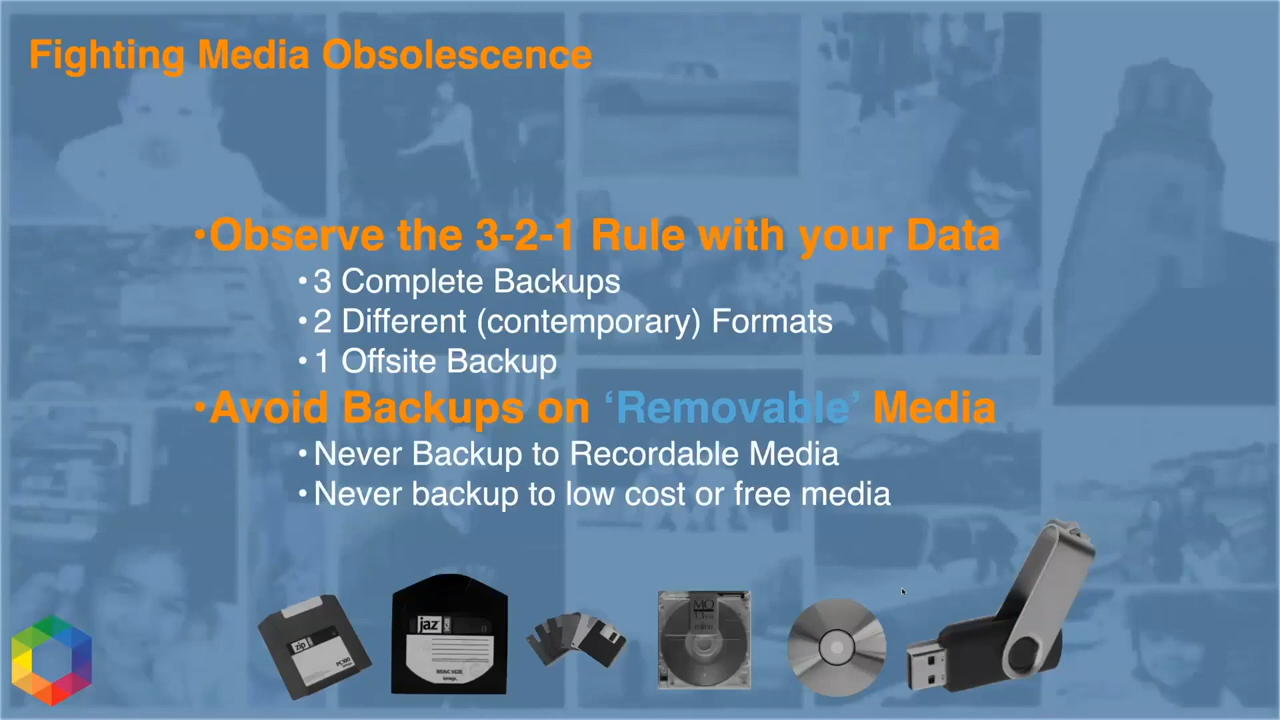 Fighting Media Obsolescence
•Observe the 3-2-1 Rule with your Data
•3 Complete Backups
•2 Different (contemporary) Formats
•1 Offsite Backup
•Avoid Backups on ‘Removable’ Media
•Never Backup to Recordable Media
•Never backup to low cost or free media
zip
jaz
MO